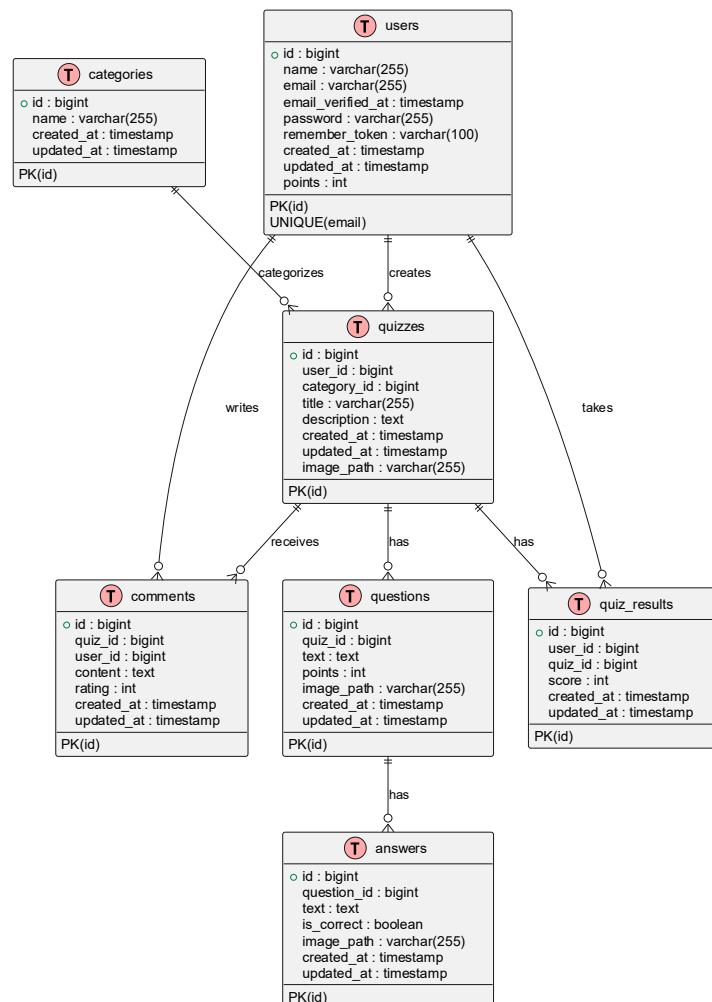 T users
id : bigint
name : varchar(255)
email : varchar(255)
email_verified_at : timestamp
password : varchar(255)
remember_token : varchar(100)
created_at : timestamp
updated_at : timestamp
points : int
PK(id)
UNIQUE(email)
T categories
id : bigint
name : varchar(255)
created_at : timestamp
updated_at : timestamp
PK(id)
categorizes
creates
writes
takes
T quizzes
id : bigint
user_id : bigint
category_id : bigint
title : varchar(255)
description : text
created_at : timestamp
updated_at : timestamp
image_path : varchar(255)
PK(id)
receives
has
has
T comments
id : bigint
quiz_id : bigint
user_id : bigint
content : text
rating : int
created_at : timestamp
updated_at : timestamp
PK(id)
T questions
id : bigint
quiz_id : bigint
text : text
points : int
image_path : varchar(255)
created_at : timestamp
updated_at : timestamp
PK(id)
T quiz_results
id : bigint
user_id : bigint
quiz_id : bigint
score : int
created_at : timestamp
updated_at : timestamp
PK(id)
has
T answers
id : bigint
question_id : bigint
text : text
is_correct : boolean
image_path : varchar(255)
created_at : timestamp
updated_at : timestamp
PK(id)